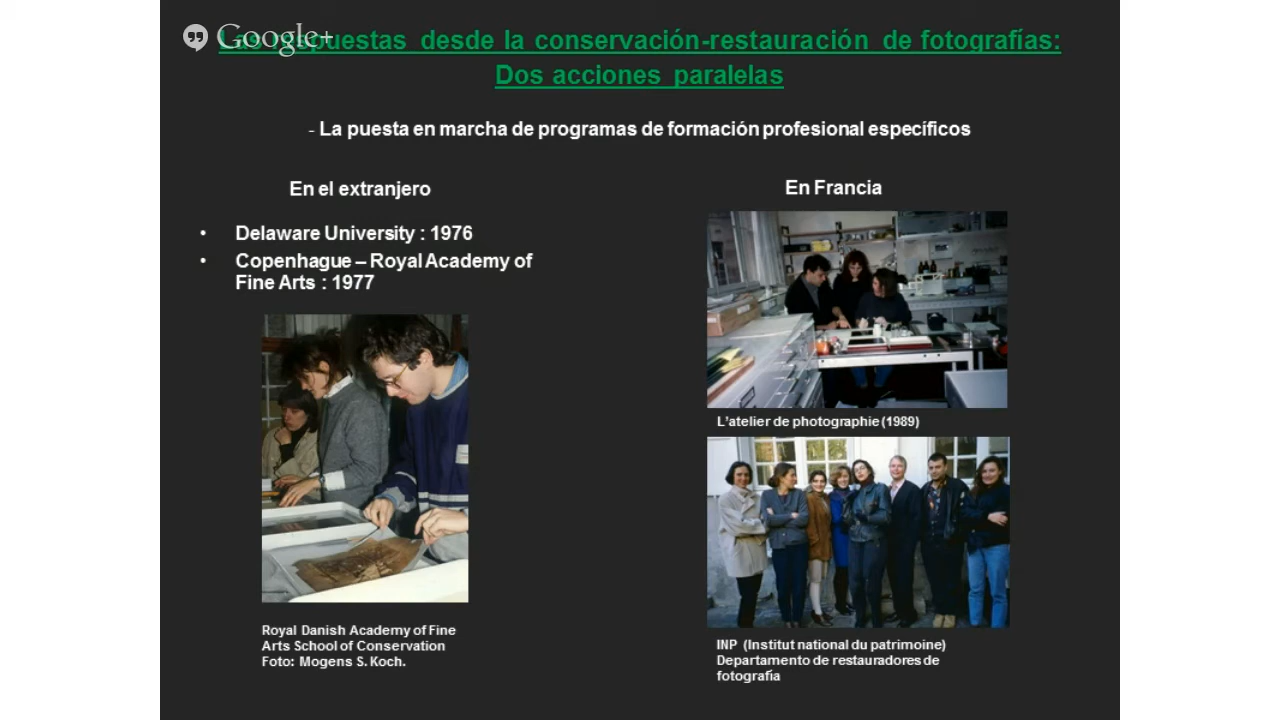 Google+
puestas desde la conservación-restauración de fotografías:
Dos acciones paralelas
- La puesta en marcha de programas de formación profesional específicos
En el extranjero
• Delaware University : 1976
• Copenhague – Royal Academy of
Fine Arts : 1977
Royal Danish Academy of Fine
Arts School of Conservation
Foto: Mogens S. Koch.
En Francia
L'atelier de photographie (1989)
INP (Institut national du patrimoine)
Departamento de restauradores de
fotografía